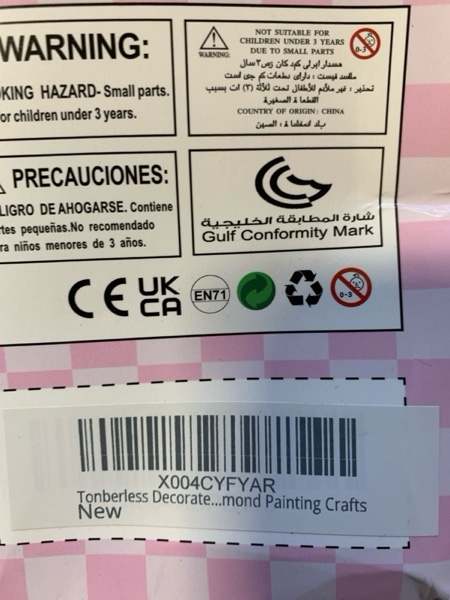 WARNING:
KING HAZARD- Small parts.
or children under 3 years.
WARNING:
NOT SUITABLE FOR
CHILDREN UNDER 3 YEARS
DUE TO SMALL PARTS
0-3
COUNTRY OF ORIGIN: CHINA
PRECAUCIONES:
LIGRO DE AHOGARSE. Contiene
rtes pequeñas.No recomendado
ra niños menores de 3 años.
شارة المطابقة الخليجية
Gulf Conformity Mark
CE
UK
CA
EN71
0-3
X004CYFYAR
Tonberless Decorate...mond Painting Crafts
New